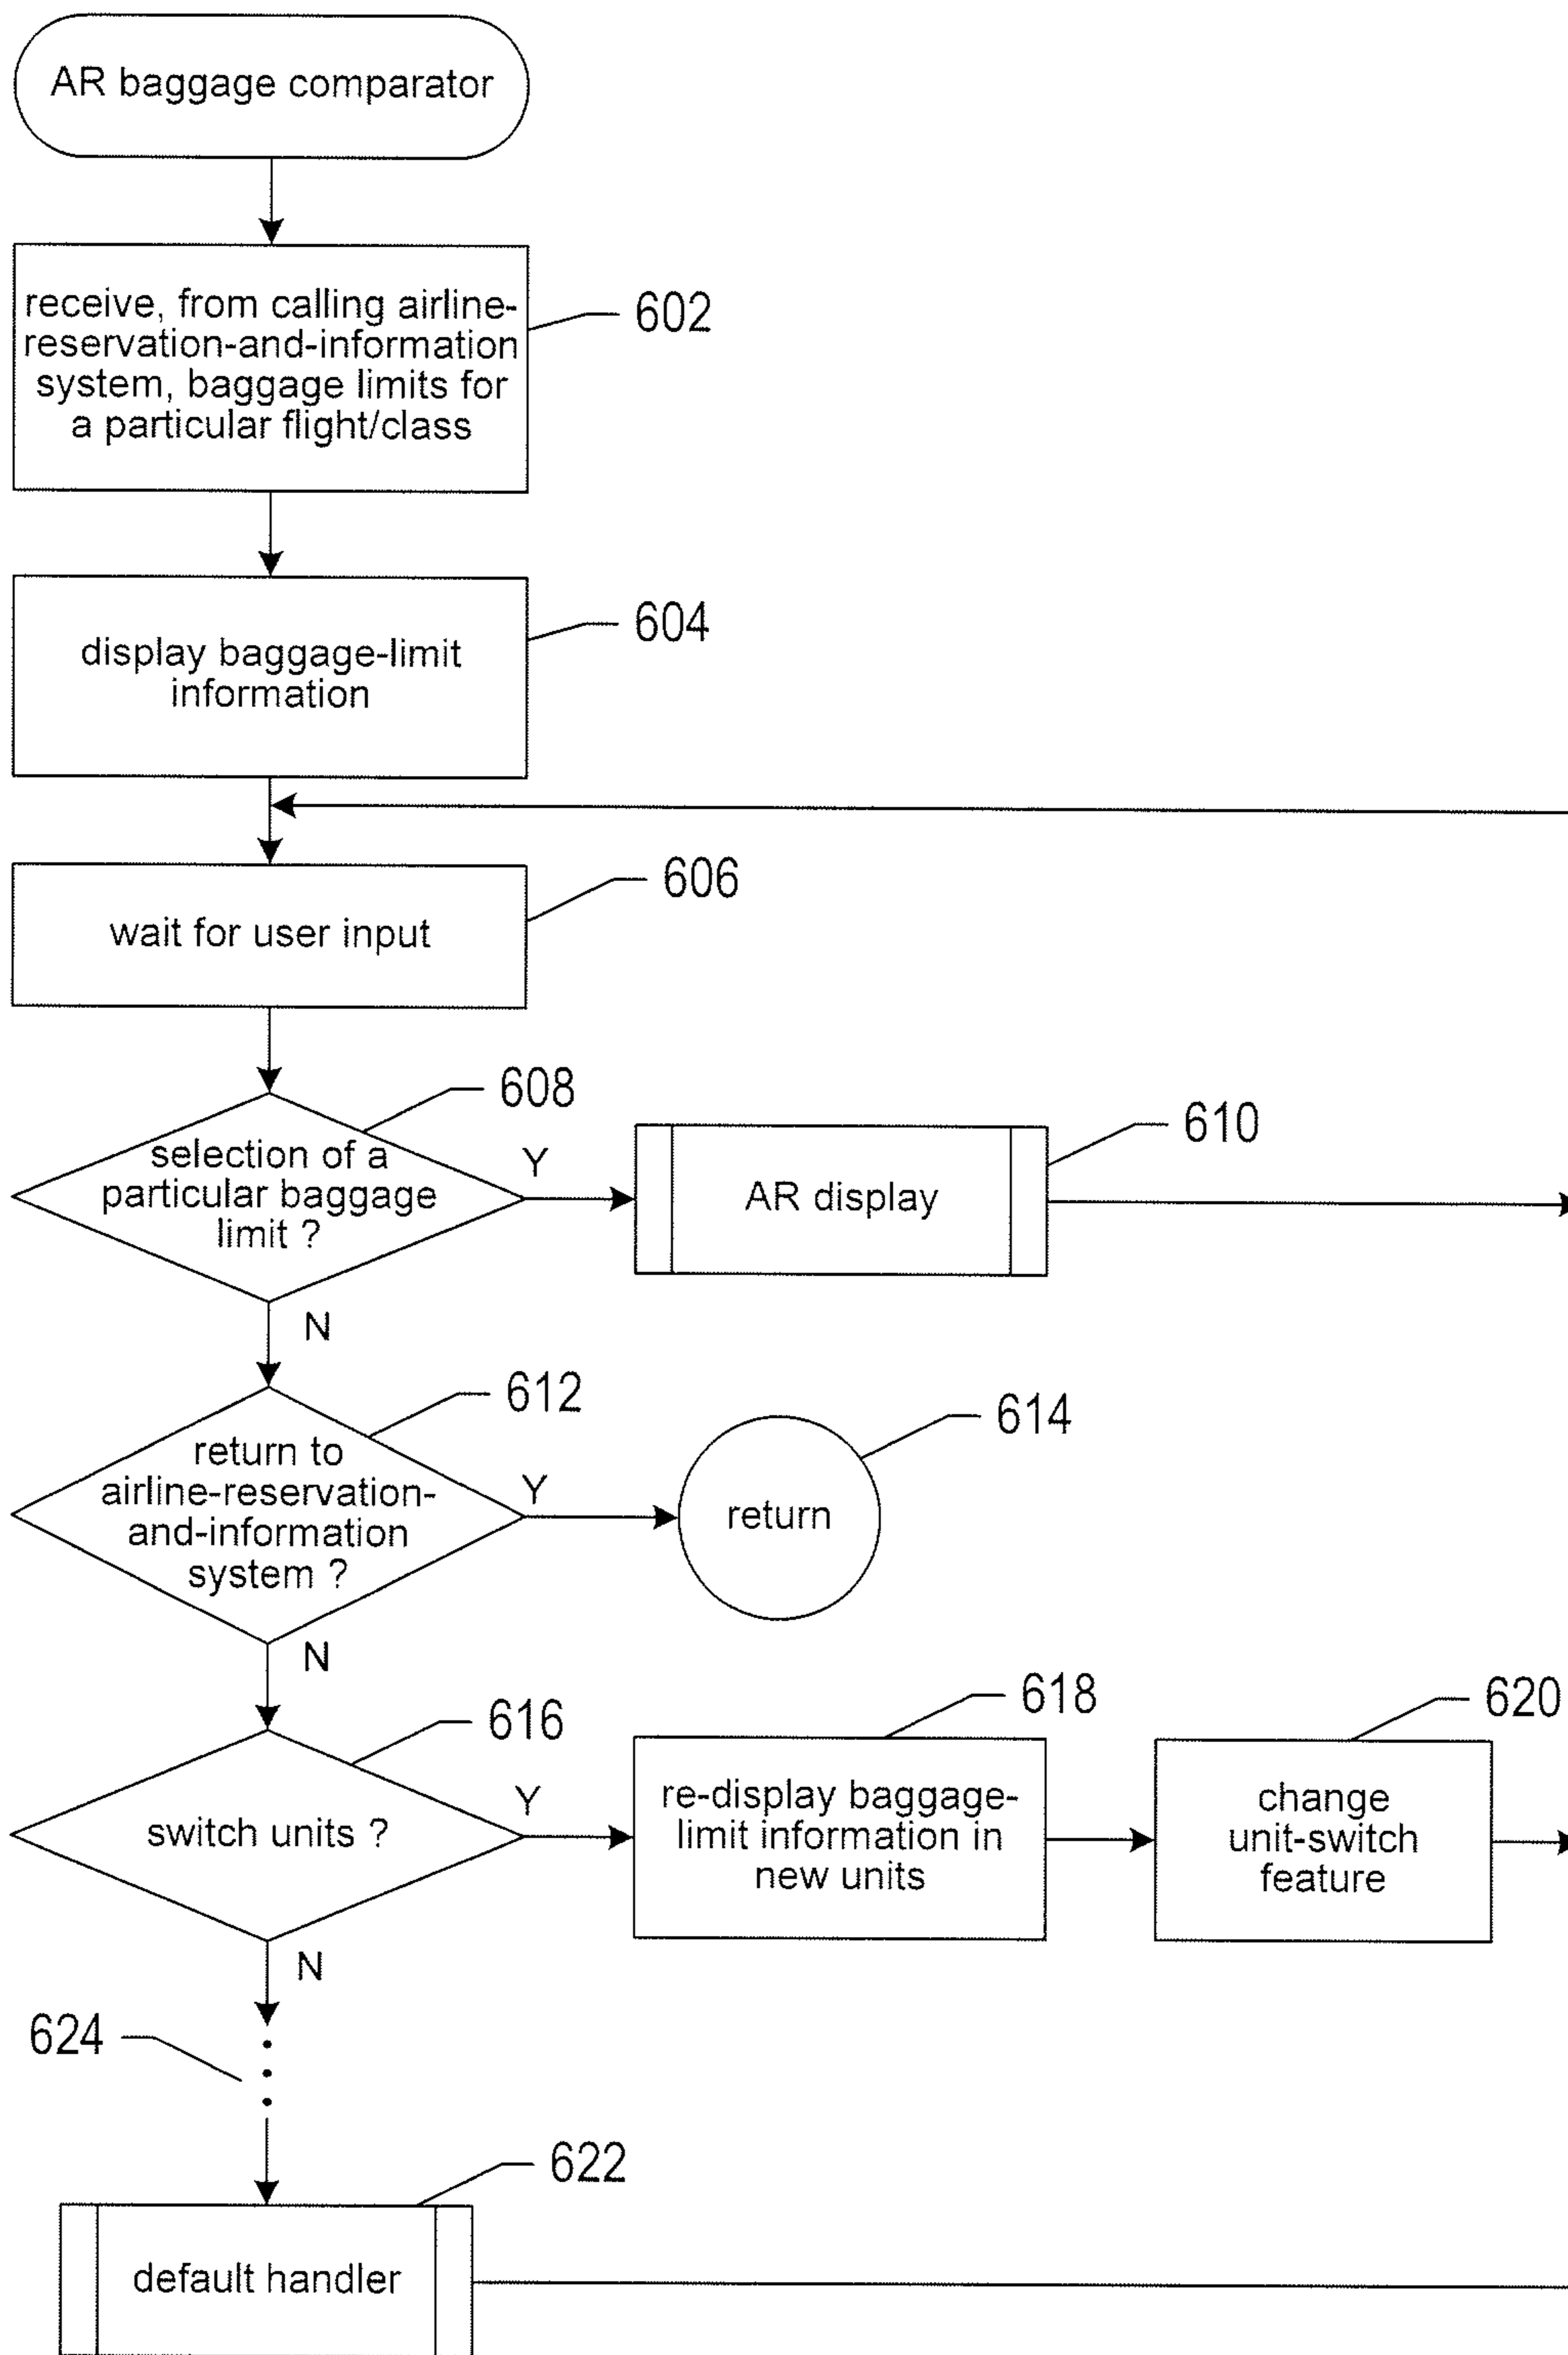 AR baggage comparator
receive, from calling airline-
reservation-and-information
system, baggage limits for
a particular flight/class
602
display baggage-limit
information
604
wait for user input
606
selection of a
particular baggage
limit ?
608
Y
N
AR display
610
return to
airline-reservation-
and-information
system ?
612
Y
N
return
614
switch units ?
616
Y
N
re-display baggage-
limit information in
new units
618
change
unit-switch
feature
620
624
default handler
622